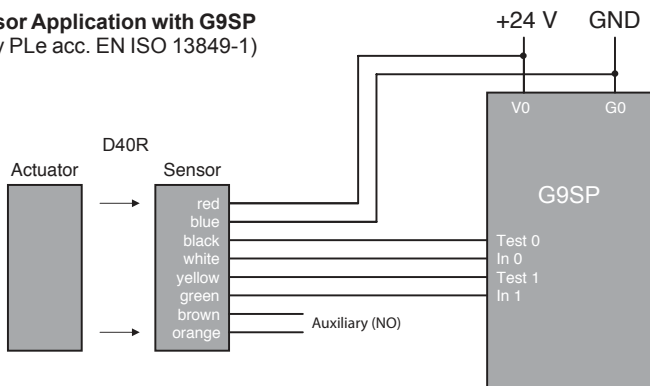 sor Application with G9SP
y PLe acc. EN ISO 13849-1)
+24 V GND
V0 G0
D40R
Actuator Sensor
G9SP
red
blue
black
white
yellow
green
brown
orange
Test 0
In 0
Test 1
In 1
Auxiliary (NO)